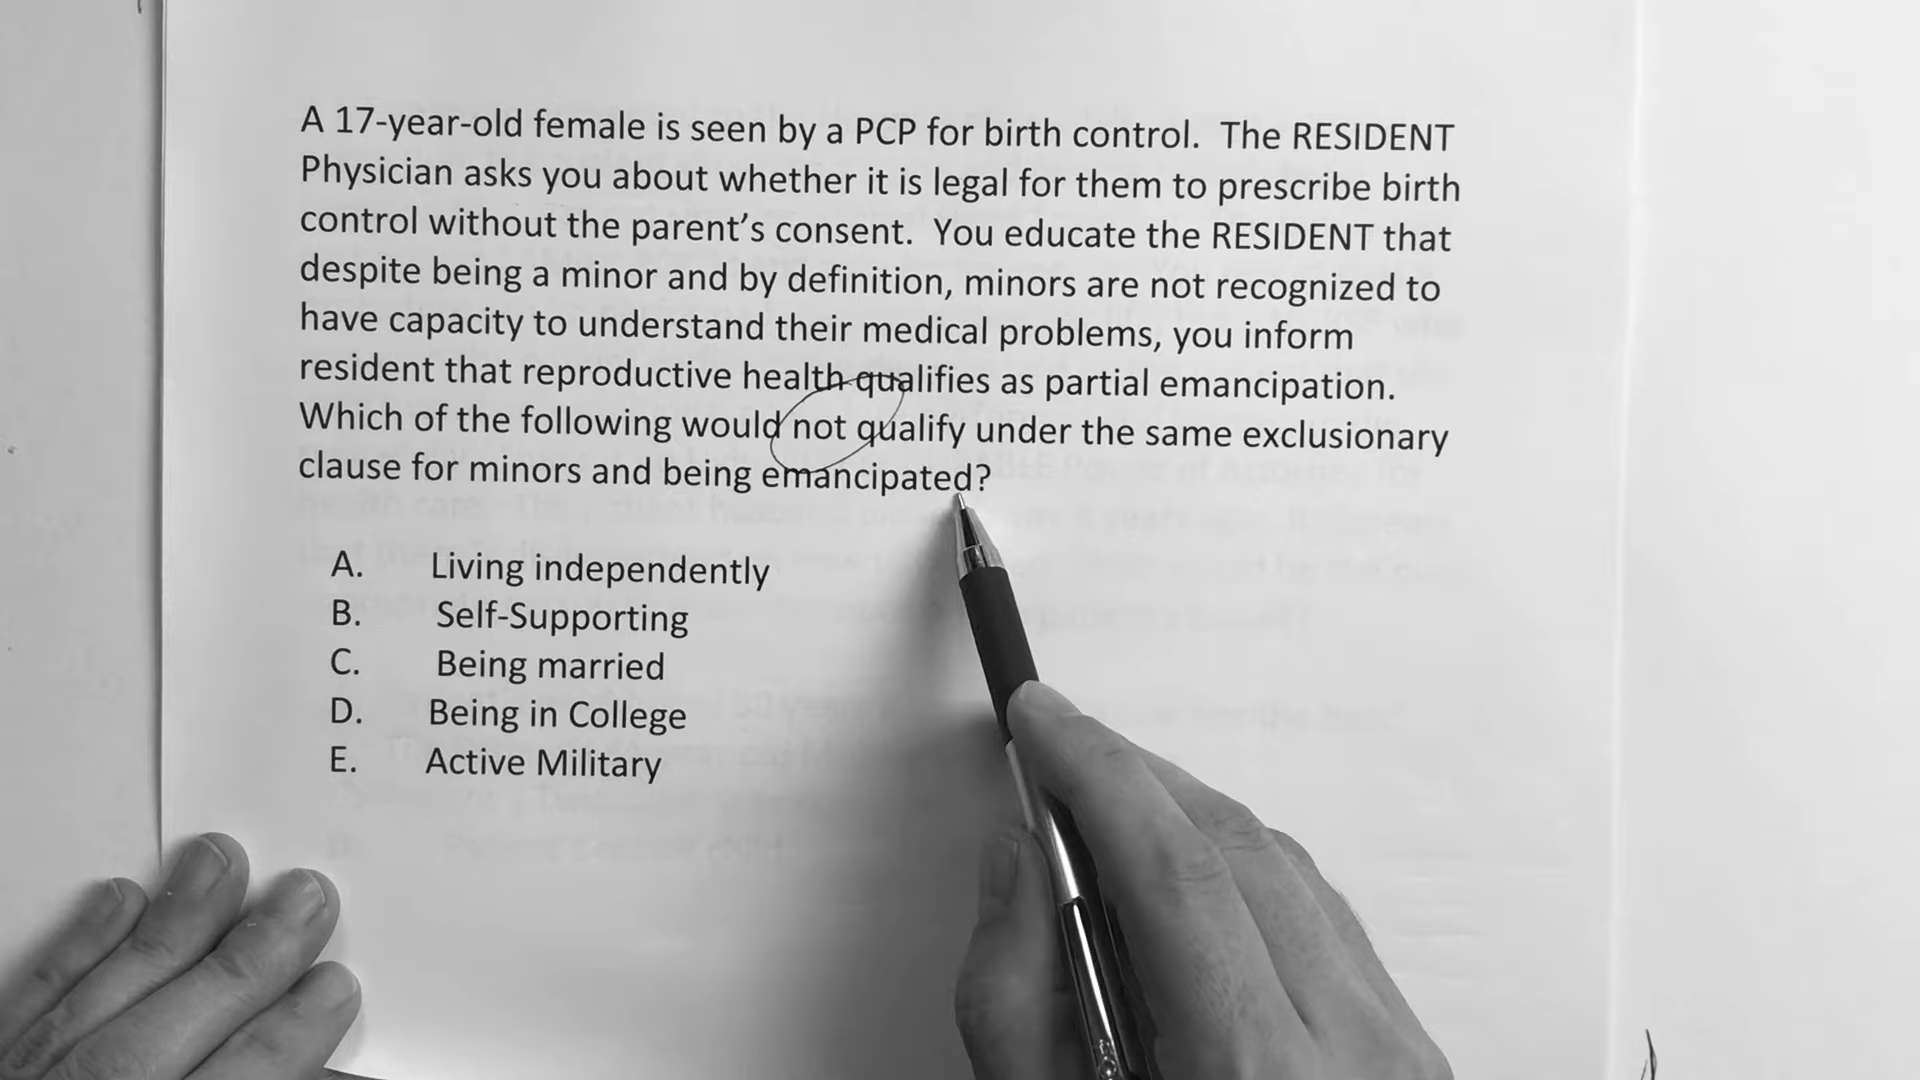 A 17-year-old female is seen by a PCP for birth control. The RESIDENT
Physician asks you about whether it is legal for them to prescribe birth
control without the parent’s consent. You educate the RESIDENT that
despite being a minor and by definition, minors are not recognized to
have capacity to understand their medical problems, you inform
resident that reproductive health qualifies as partial emancipation.
Which of the following would not qualify under the same exclusionary
clause for minors and being emancipated?
A. Living independently
B. Self-Supporting
C. Being married
D. Being in College
E. Active Military